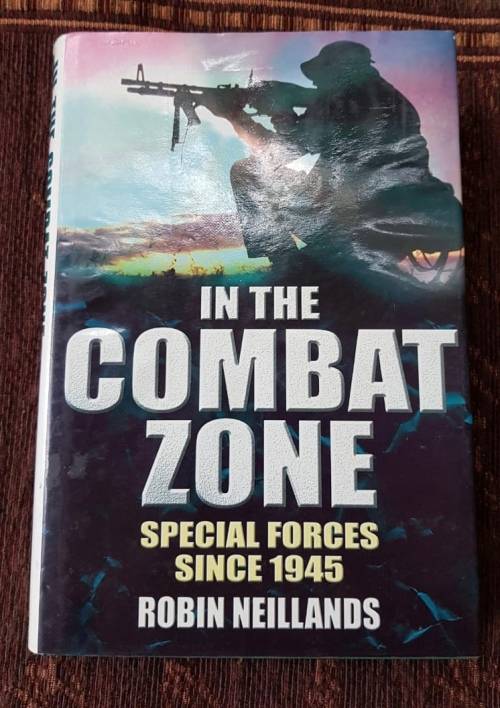 IN THE
COMBAT
ZONE
SPECIAL FORCES
SINCE 1945
ROBIN NEILLANDS